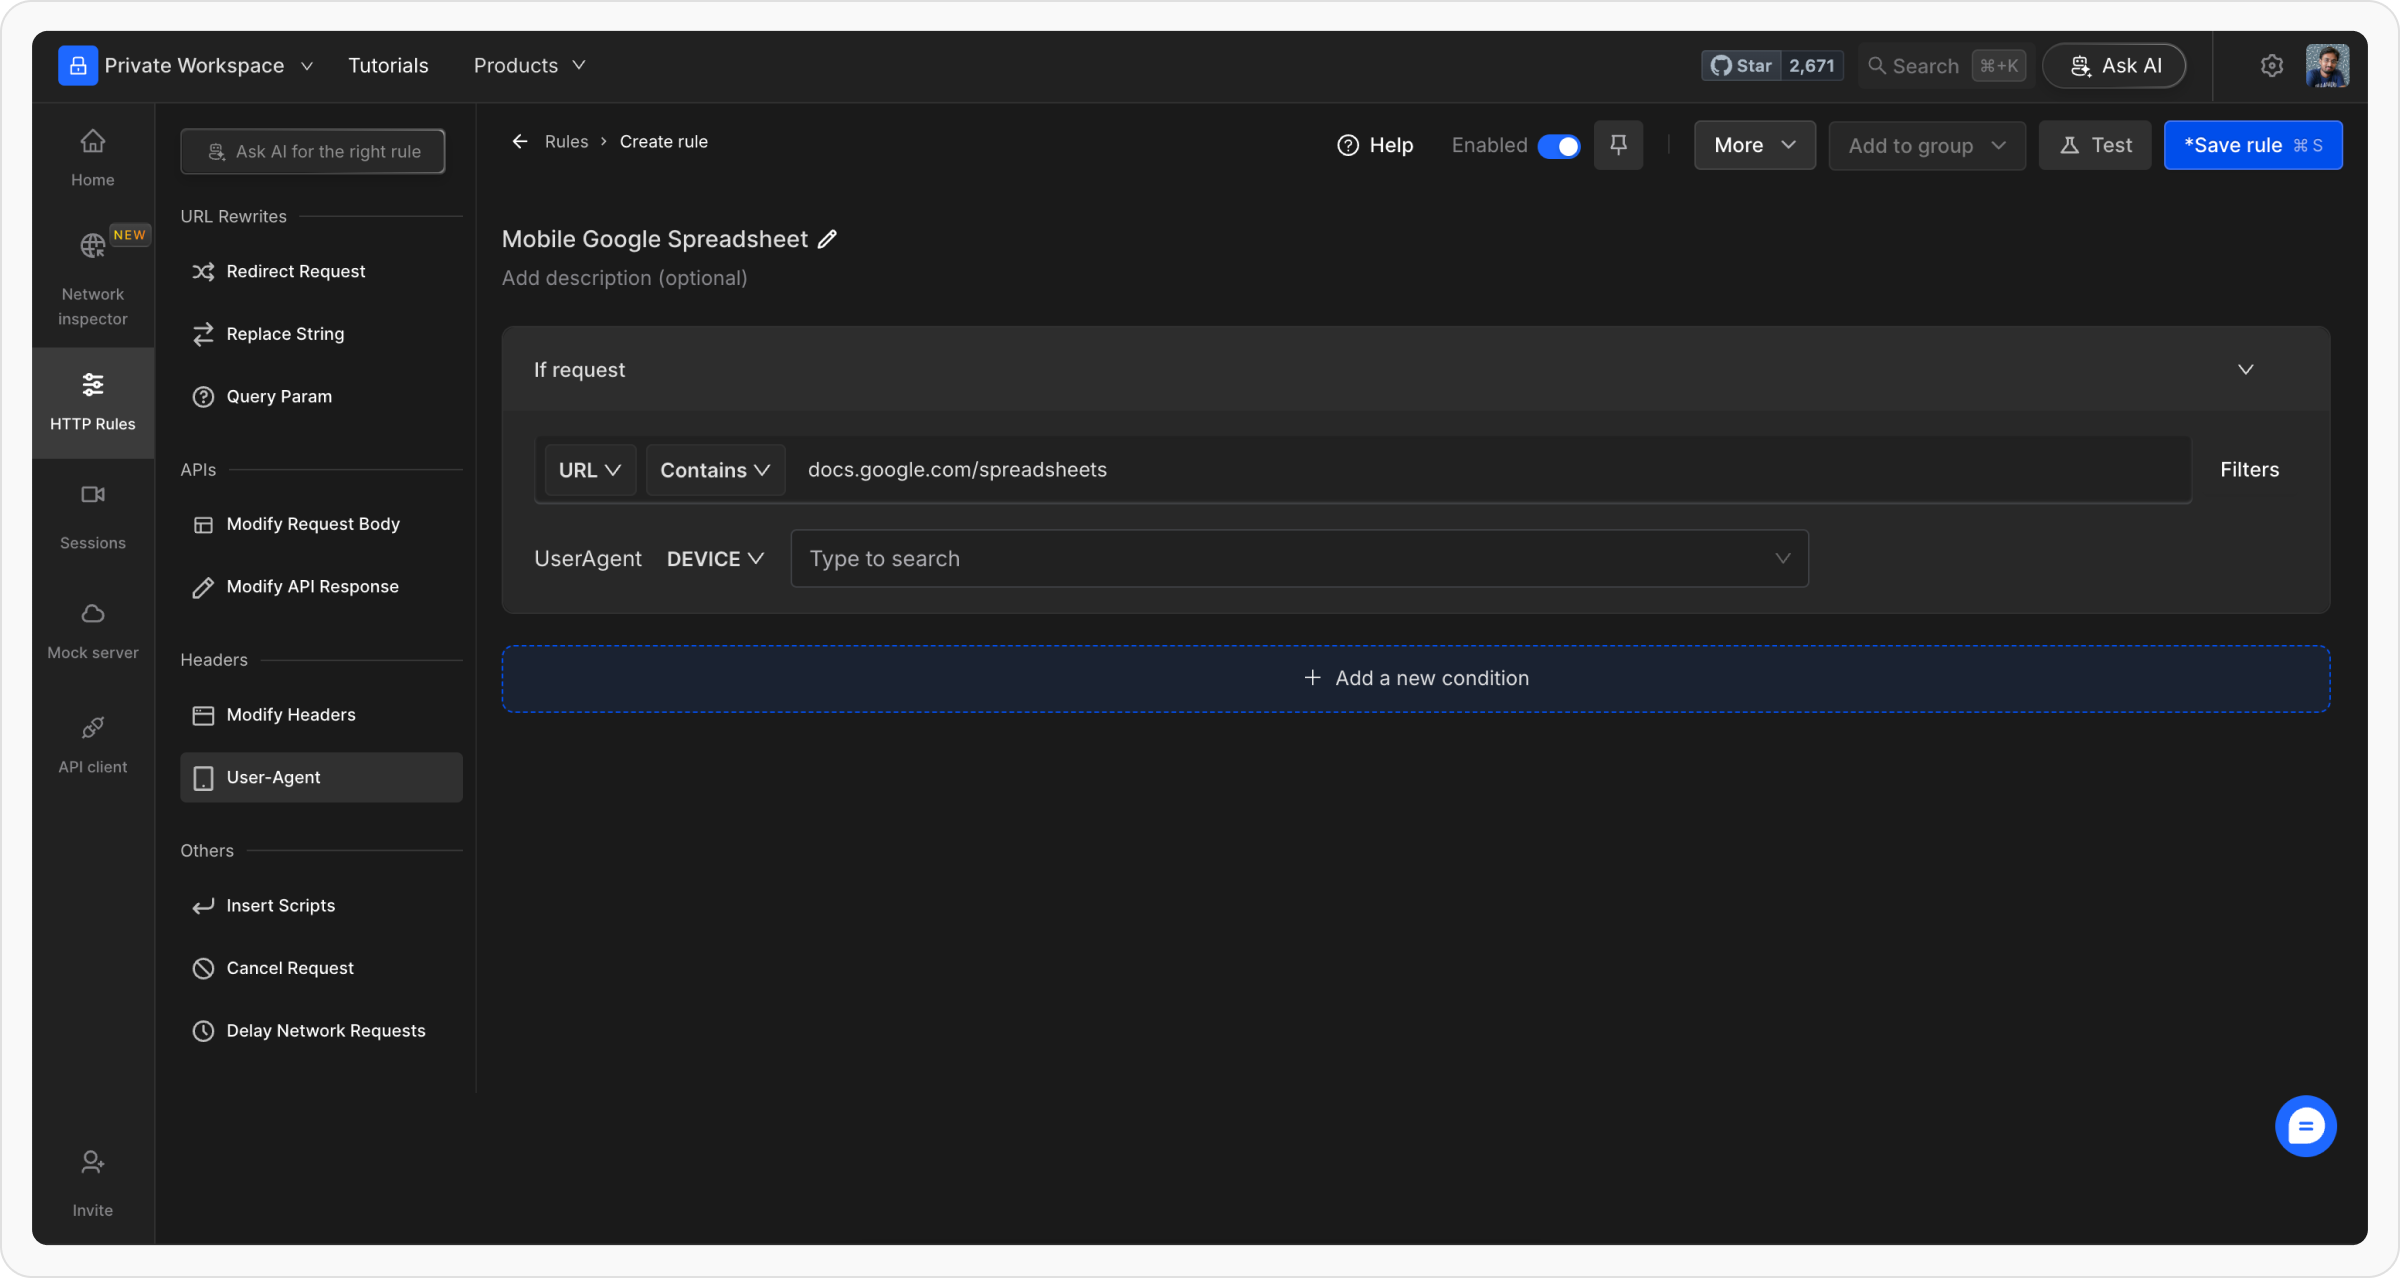 Private Workspace
Tutorials
Products
Star 2,671
Search ⌘+K
Ask AI
Home
NEW
Network
inspector
HTTP Rules
Sessions
Mock server
API client
Invite
Ask AI for the right rule
URL Rewrites
Redirect Request
Replace String
Query Param
APIs
Modify Request Body
Modify API Response
Headers
Modify Headers
User-Agent
Others
Insert Scripts
Cancel Request
Delay Network Requests
Rules > Create rule
Help
Enabled
More
Add to group
Test
*Save rule ⌘ S
Mobile Google Spreadsheet
Add description (optional)
If request
URL Contains docs.google.com/spreadsheets
Filters
UserAgent DEVICE Type to search
+ Add a new condition